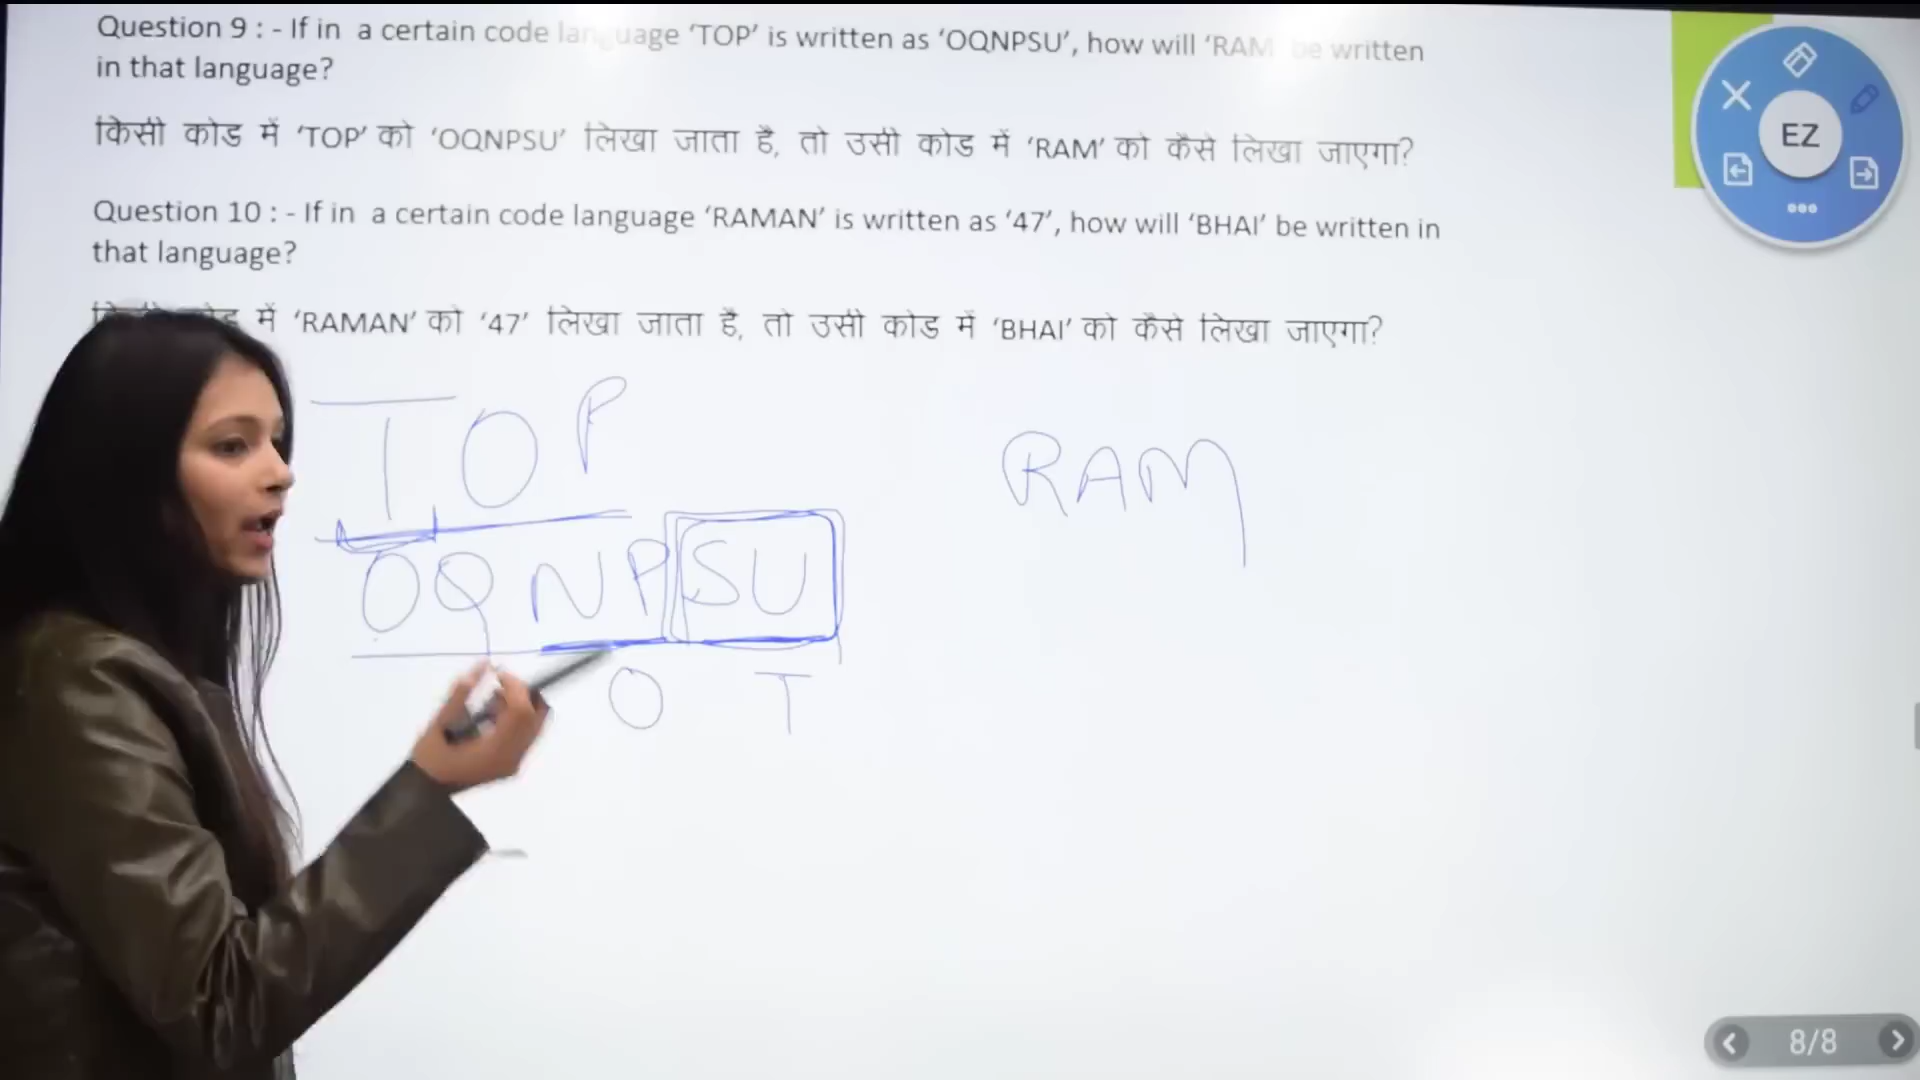 Question 9 : - If in a certain code language 'TOP' is written as 'OQNPSU', how will 'RAM be written
in that language?
किसी कोड में 'TOP' को 'OQNPSU' लिखा जाता है, तो उसी कोड में 'RAM' को कैसे लिखा जाएगा?
Question 10 : - If in a certain code language 'RAMAN' is written as '47', how will 'BHAI' be written in
that language?
में 'RAMAN' को '47' लिखा जाता है, तो उसी कोड में 'BHAI' को कैसे लिखा जाएगा?
TOP
RAM
OQNPSU
O T
EZ
8/8